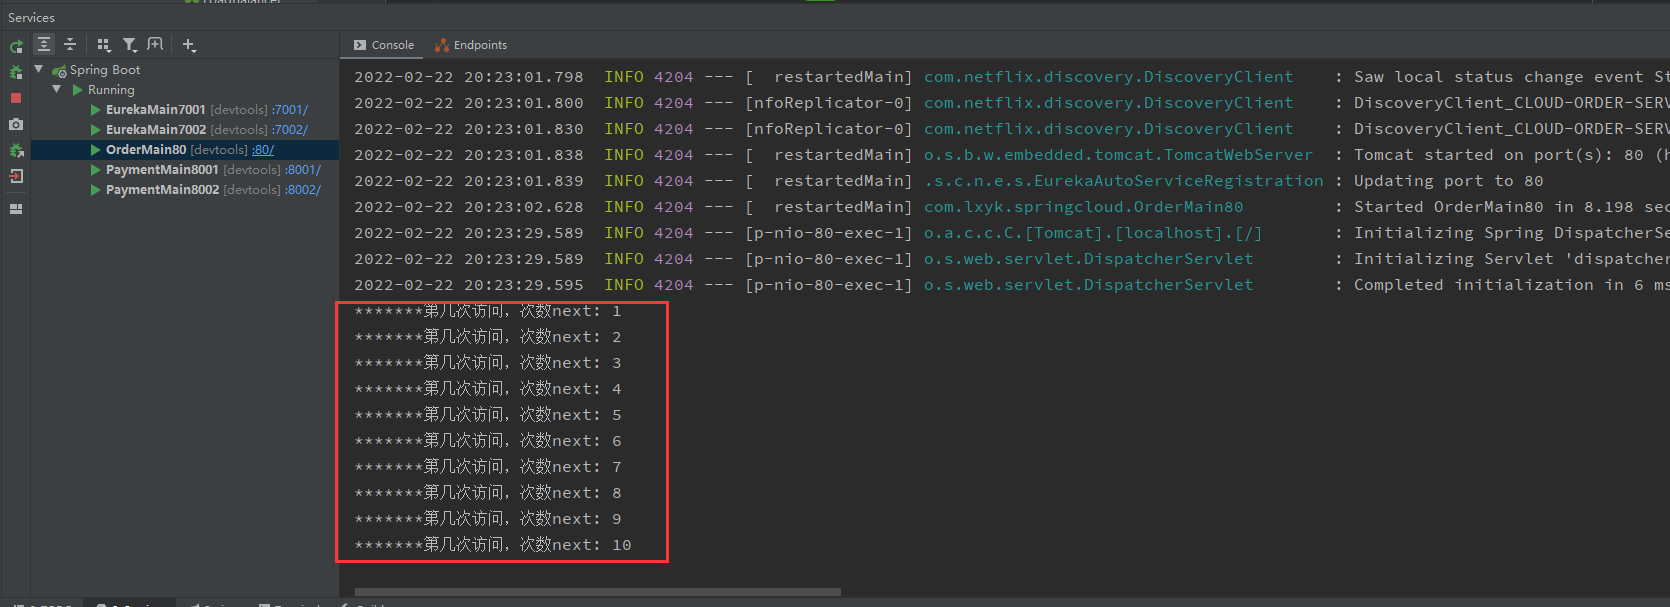 Services
Console
Endpoints
Spring Boot
Running
EurekaMain7001 [devtools] :7001/
EurekaMain7002 [devtools] :7002/
OrderMain80 [devtools] :80/
PaymentMain8001 [devtools] :8001/
PaymentMain8002 [devtools] :8002/
2022-02-22 20:23:01.798  INFO 4204 --- [  restartedMain] com.netflix.discovery.DiscoveryClient    : Saw local status change event St
2022-02-22 20:23:01.800  INFO 4204 --- [nfoReplicator-0] com.netflix.discovery.DiscoveryClient    : DiscoveryClient_CLOUD-ORDER-SERV
2022-02-22 20:23:01.830  INFO 4204 --- [nfoReplicator-0] com.netflix.discovery.DiscoveryClient    : DiscoveryClient_CLOUD-ORDER-SERV
2022-02-22 20:23:01.838  INFO 4204 --- [  restartedMain] o.s.b.w.embedded.tomcat.TomcatWebServer  : Tomcat started on port(s): 80 (h
2022-02-22 20:23:01.839  INFO 4204 --- [  restartedMain] .s.c.n.e.s.EurekaAutoServiceRegistration : Updating port to 80
2022-02-22 20:23:02.628  INFO 4204 --- [  restartedMain] com.lxyk.springcloud.OrderMain80         : Started OrderMain80 in 8.198 sec
2022-02-22 20:23:29.589  INFO 4204 --- [p-nio-80-exec-1] o.a.c.c.C.[Tomcat].[localhost].[/]       : Initializing Spring DispatcherSe
2022-02-22 20:23:29.589  INFO 4204 --- [p-nio-80-exec-1] o.s.web.servlet.DispatcherServlet        : Initializing Servlet 'dispatcher
2022-02-22 20:23:29.595  INFO 4204 --- [p-nio-80-exec-1] o.s.web.servlet.DispatcherServlet        : Completed initialization in 6 ms
*******第几次访问，次数next: 1
*******第几次访问，次数next: 2
*******第几次访问，次数next: 3
*******第几次访问，次数next: 4
*******第几次访问，次数next: 5
*******第几次访问，次数next: 6
*******第几次访问，次数next: 7
*******第几次访问，次数next: 8
*******第几次访问，次数next: 9
*******第几次访问，次数next: 10